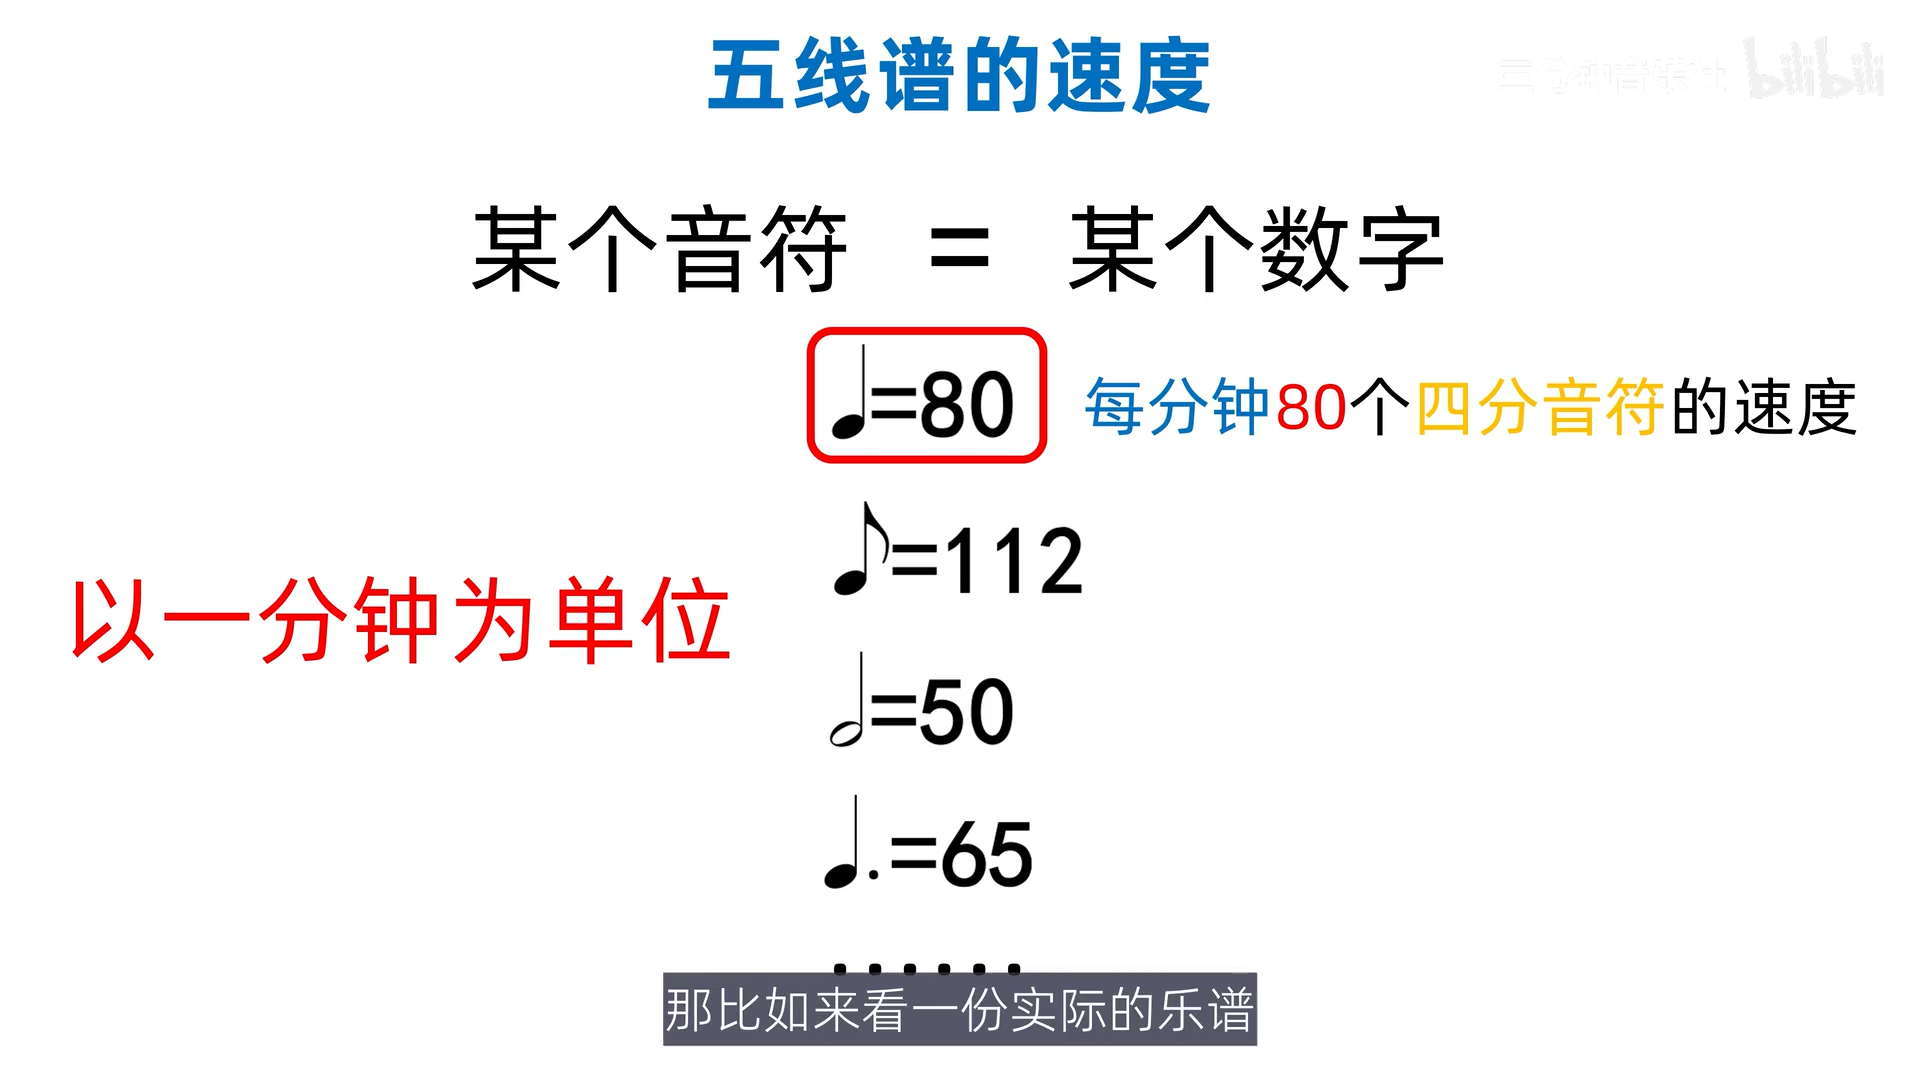 五线谱的速度
三分钟音乐社 bilibili
某个音符 = 某个数字
♩=80 每分钟80个四分音符的速度
♪=112
以一分钟为单位
𝅗𝅥=50
♩.=65
······
那比如来看一份实际的乐谱